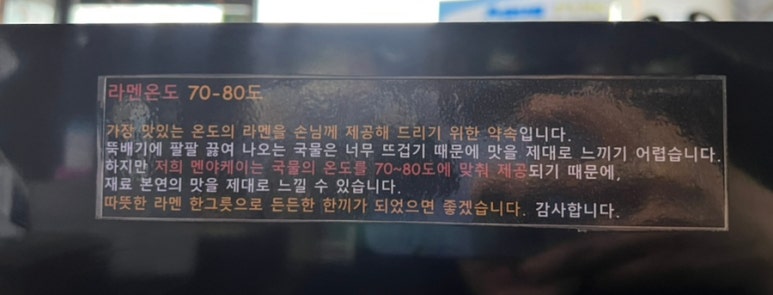 라멘온도 70-80도
가장 맛있는 온도의 라멘을 손님께 제공해 드리기 위한 약속입니다.
뚝배기에 팔팔 끓여 나오는 국물은 너무 뜨겁기 때문에 맛을 제대로 느끼기 어렵습니다.
하지만 저희 멘야케이는 국물의 온도를 70~80도에 맞춰 제공되기 때문에,
재료 본연의 맛을 제대로 느낄 수 있습니다.
따뜻한 라멘 한그릇으로 든든한 한끼가 되었으면 좋겠습니다. 감사합니다.